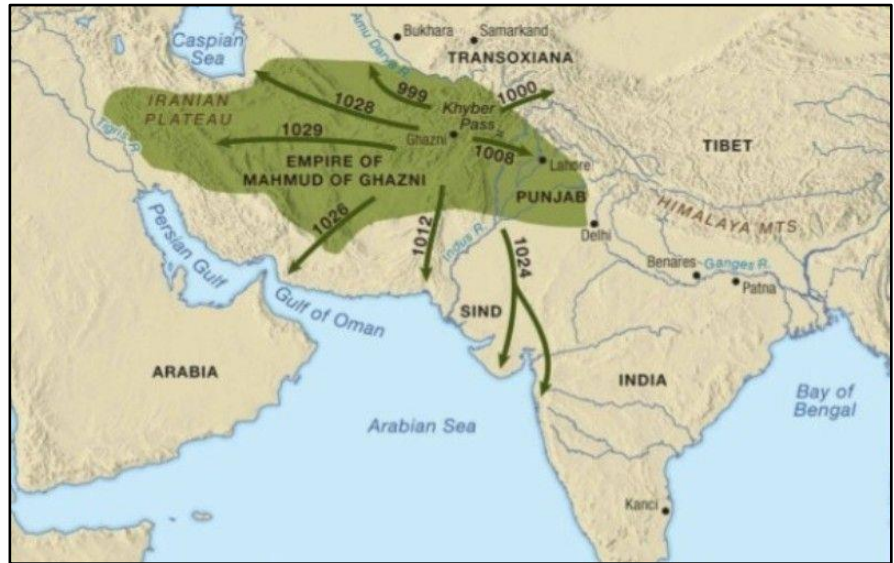 Caspian
Sea
Bukhara
Samarkand
TRANSOXIANA
Amu Darya R.
IRANIAN
PLATEAU
999
1000
1028
Khyber
Pass
Tigris R.
1029
Ghazni
1008
Lahore
TIBET
EMPIRE OF
MAHMUD OF GHAZNI
PUNJAB
HIMALAYA MTS
1026
1012
Indus R.
1024
Delhi
Persian Gulf
Benares
Ganges R.
Patna
Gulf of Oman
SIND
ARABIA
INDIA
Bay of
Bengal
Arabian Sea
Kanci